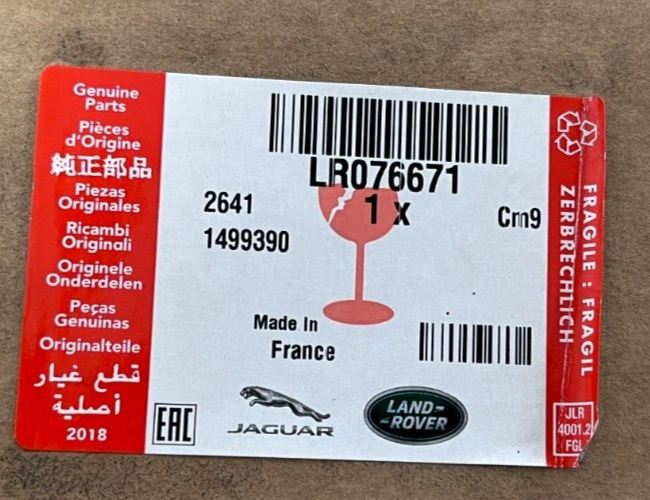 Genuine
Parts
Pièces
d'Origine
純正部品
Piezas
Originales
Ricambi
Originali
Originele
Onderdelen
Peças
Genuinas
Originalteile
قطع غيار
أصلية
2018
LR076671
2641
1 x
Cm9
1499390
Made In
France
EAC
JAGUAR
LAND-
-ROVER
FRAGILE : FRAGIL
ZERBRECHLICH
JLR
4001.2
FGL